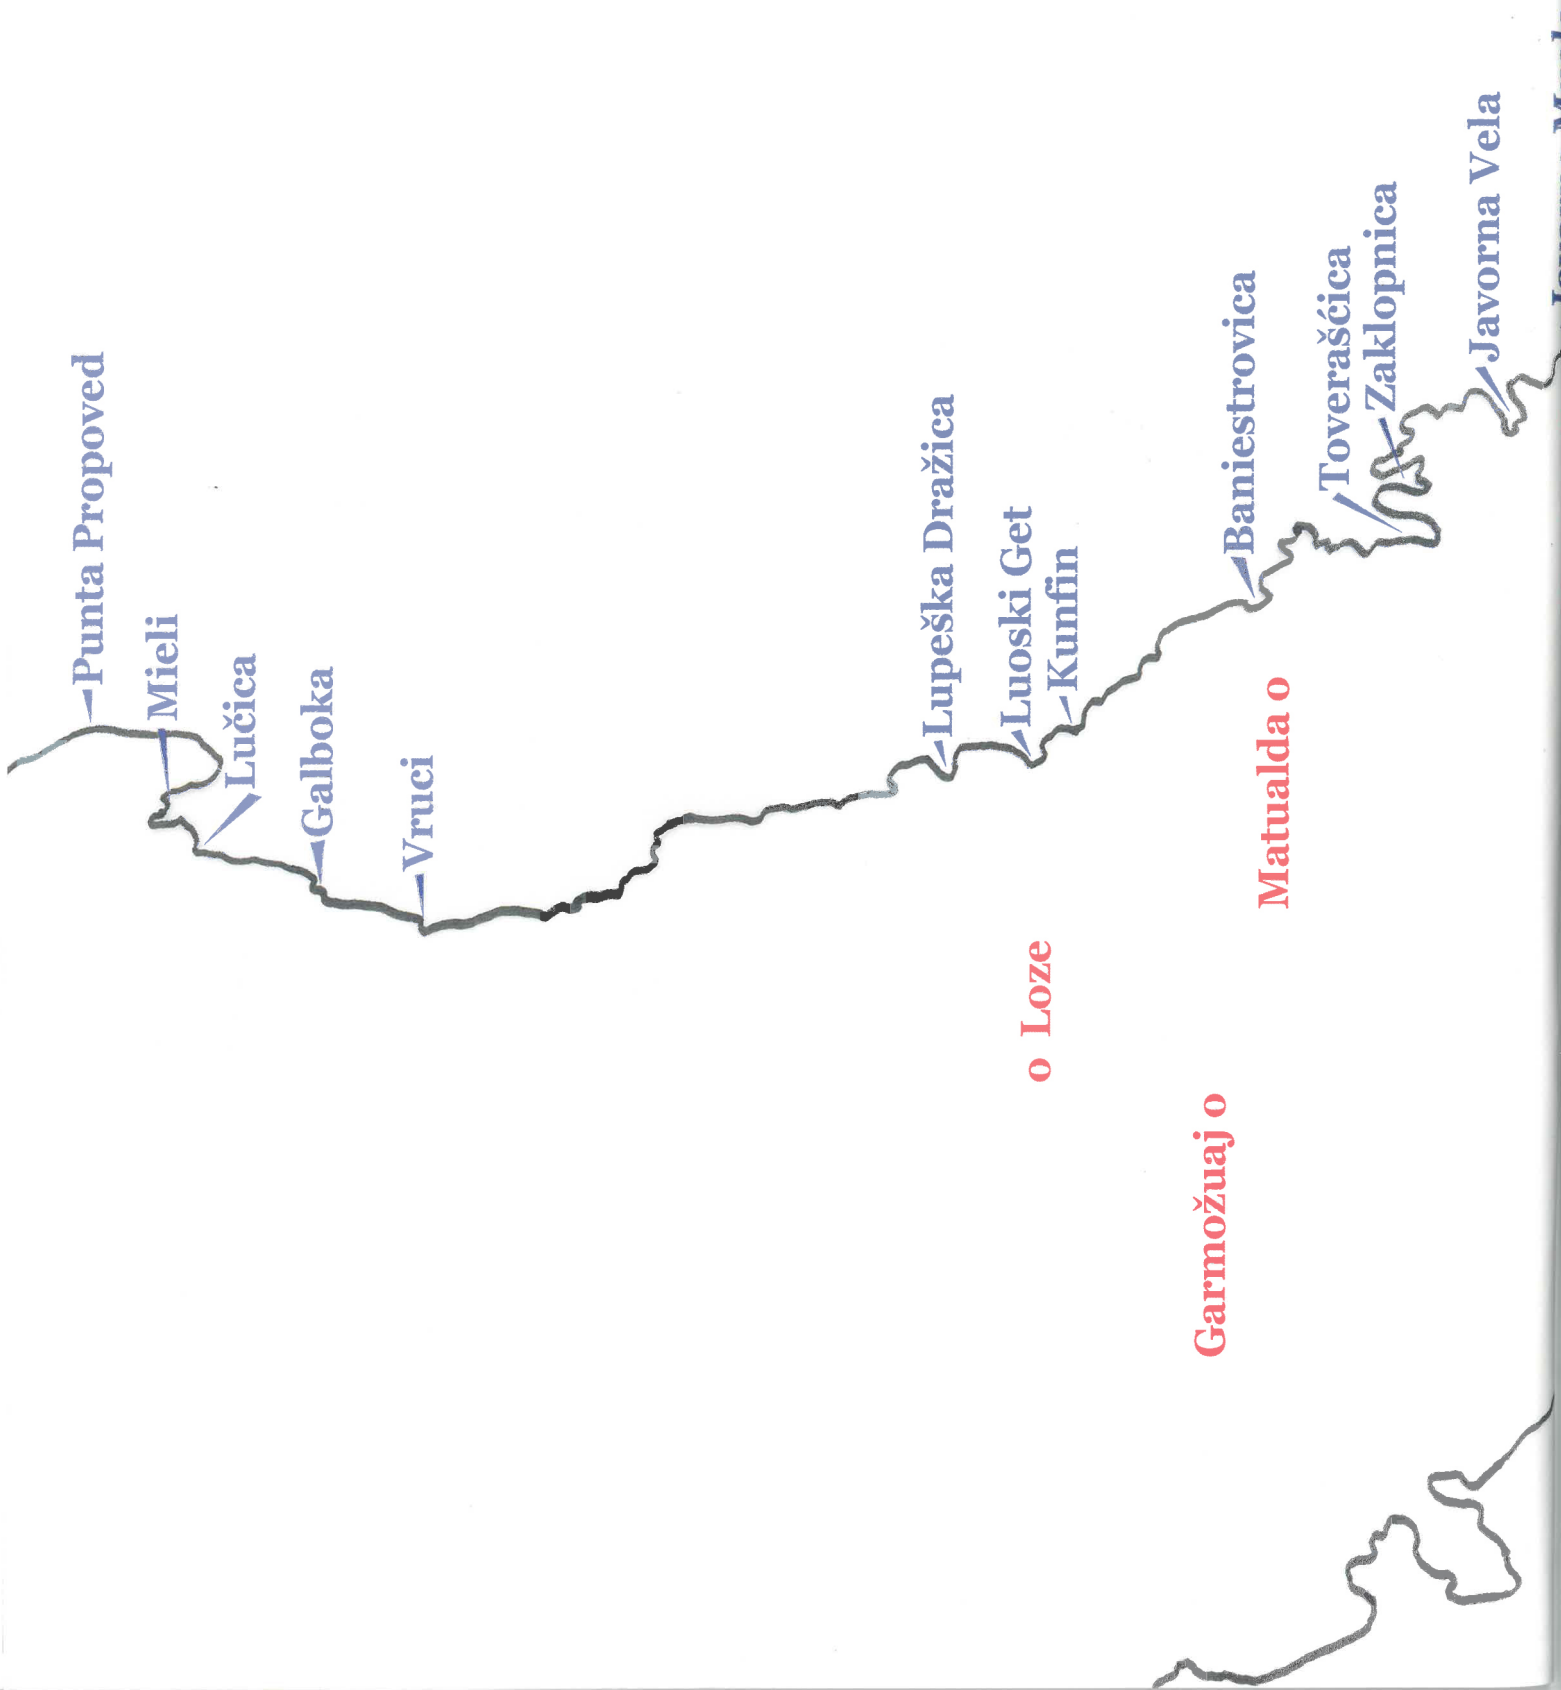 Punta Propoved
Mieli
Lučica
Galboka
Vruci
Lupeška Dražica
Luoski Get
Kunfin
Baniestrovica
Toverašćica
Zaklopnica
Javorna Vela
o Loze
Matualda o
Garmožuaj o